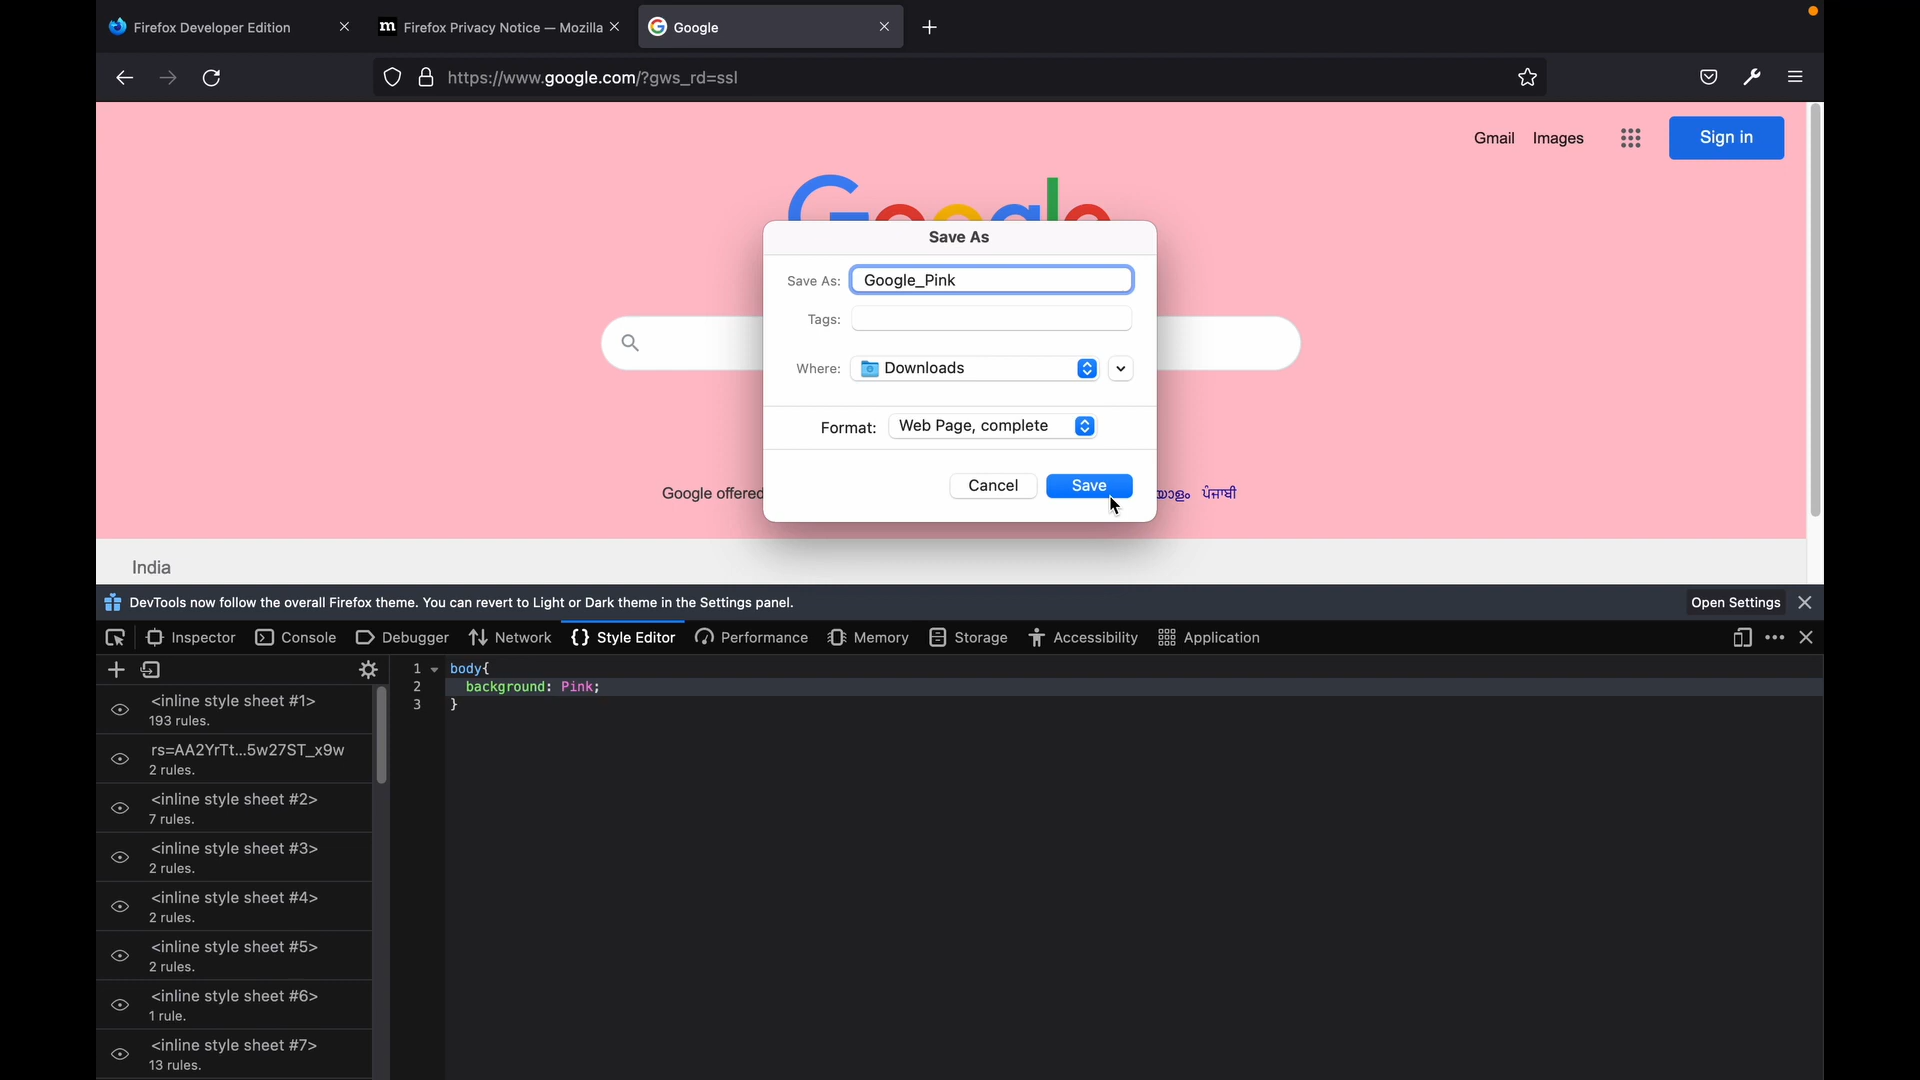 Firefox Developer Edition
m Firefox Privacy Notice — Mozilla
Google
https://www.google.com/?gws_rd=ssl
Gmail Images Sign in
Google
Save As
Save As: Google_Pink
Tags:
Where: Downloads
Format: Web Page, complete
Cancel Save
Google offered ਪੰਜਾਬੀ
India
DevTools now follow the overall Firefox theme. You can revert to Light or Dark theme in the Settings panel. Open Settings
Inspector Console Debugger Network {} Style Editor Performance Memory Storage Accessibility Application
<inline style sheet #1>
193 rules.
rs=AA2YrTt...5w27ST_x9w
2 rules.
<inline style sheet #2>
7 rules.
<inline style sheet #3>
2 rules.
<inline style sheet #4>
2 rules.
<inline style sheet #5>
2 rules.
<inline style sheet #6>
1 rule.
<inline style sheet #7>
13 rules.
1 body{
2 background: Pink;
3 }